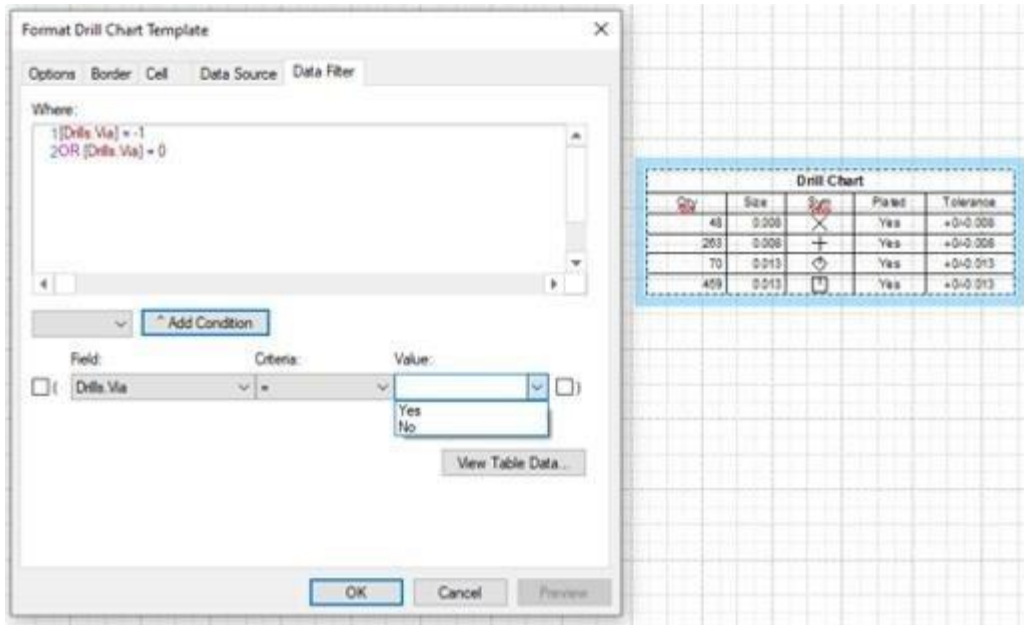 Format Drill Chart Template
Options Border Cell Data Source Data Filter
Where:
1[Drills.Via] = -1
2OR [Drills.Via] = 0
^ Add Condition
Field: Criteria: Value:
( Drills.Via = )
Yes
No
View Table Data...
OK Cancel Preview
Drill Chart
Qty Size Sym Plated Tolerance
48 0.008 Yes +0/-0.008
263 0.008 Yes +0/-0.008
70 0.013 Yes +0/-0.013
459 0.013 Yes +0/-0.013